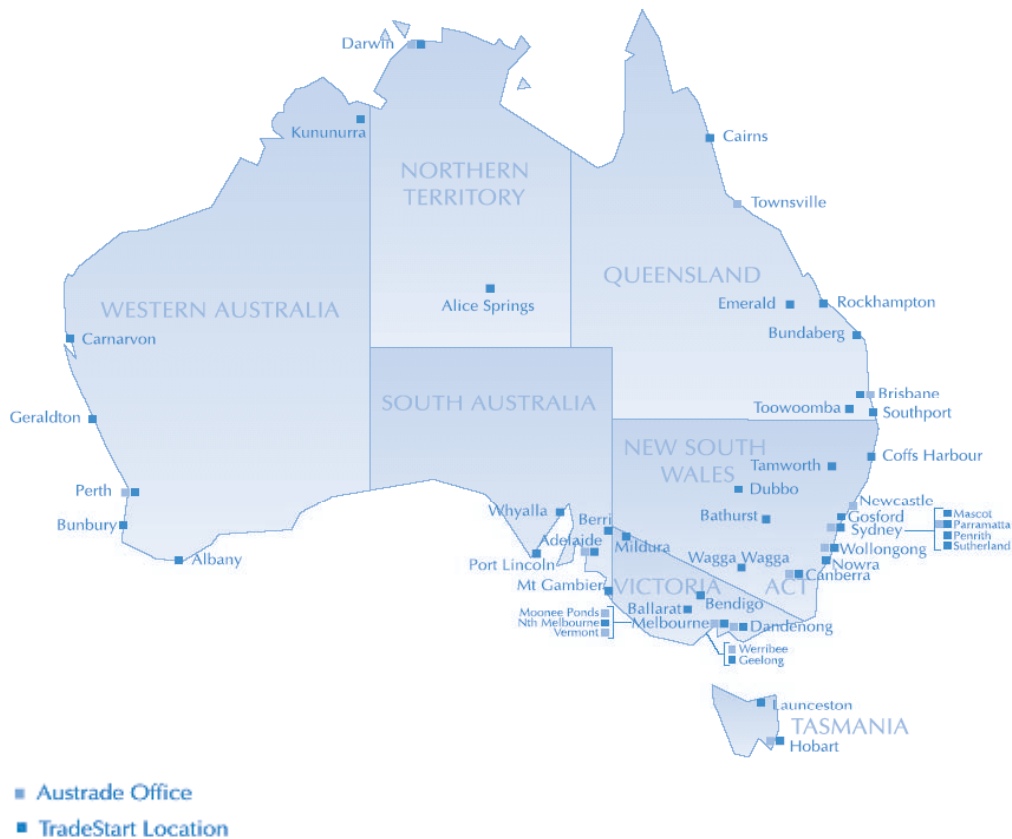 Darwin
Kununurra
Cairns
NORTHERN
TERRITORY
Townsville
QUEENSLAND
WESTERN AUSTRALIA
Alice Springs
Emerald
Rockhampton
Bundaberg
Carnarvon
Brisbane
SOUTH AUSTRALIA
Toowoomba
Southport
Geraldton
NEW SOUTH
WALES
Coffs Harbour
Tamworth
Dubbo
Perth
Newcastle
Whyalla
Bathurst
Gosford
Mascot
Bunbury
Berri
Sydney
Parramatta
Penrith
Adelaide
Mildura
Wollongong
Sutherland
Albany
Port Lincoln
Wagga Wagga
Nowra
Canberra
Mt Gambier
VICTORIA
ACT
Bendigo
Ballarat
Moonee Ponds
Nth Melbourne
Melbourne
Dandenong
Vermont
Werribee
Geelong
Launceston
TASMANIA
Hobart
Austrade Office
TradeStart Location